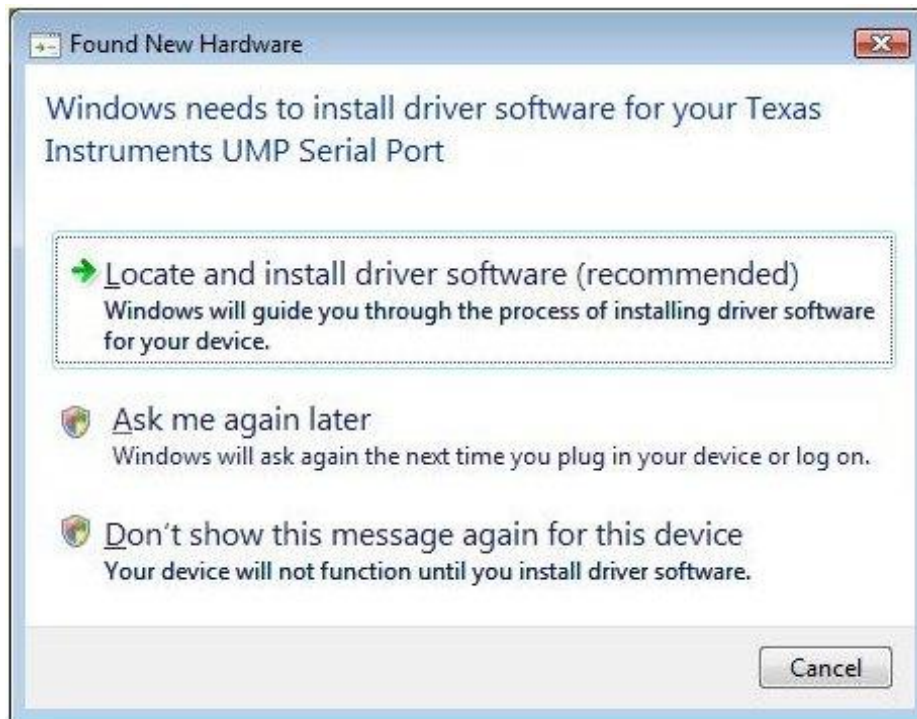 Found New Hardware
Windows needs to install driver software for your Texas
Instruments UMP Serial Port
Locate and install driver software (recommended)
Windows will guide you through the process of installing driver software
for your device.
Ask me again later
Windows will ask again the next time you plug in your device or log on.
Don't show this message again for this device
Your device will not function until you install driver software.
Cancel